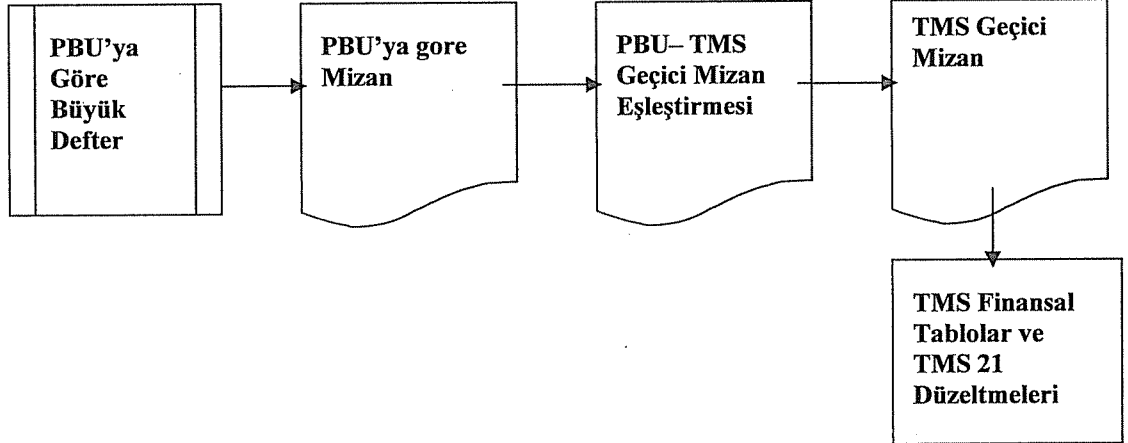 PBU'ya
Göre
Büyük
Defter
PBU'ya gore
Mizan
PBU– TMS
Geçici Mizan
Eşleştirmesi
TMS Geçici
Mizan
TMS Finansal
Tablolar ve
TMS 21
Düzeltmeleri